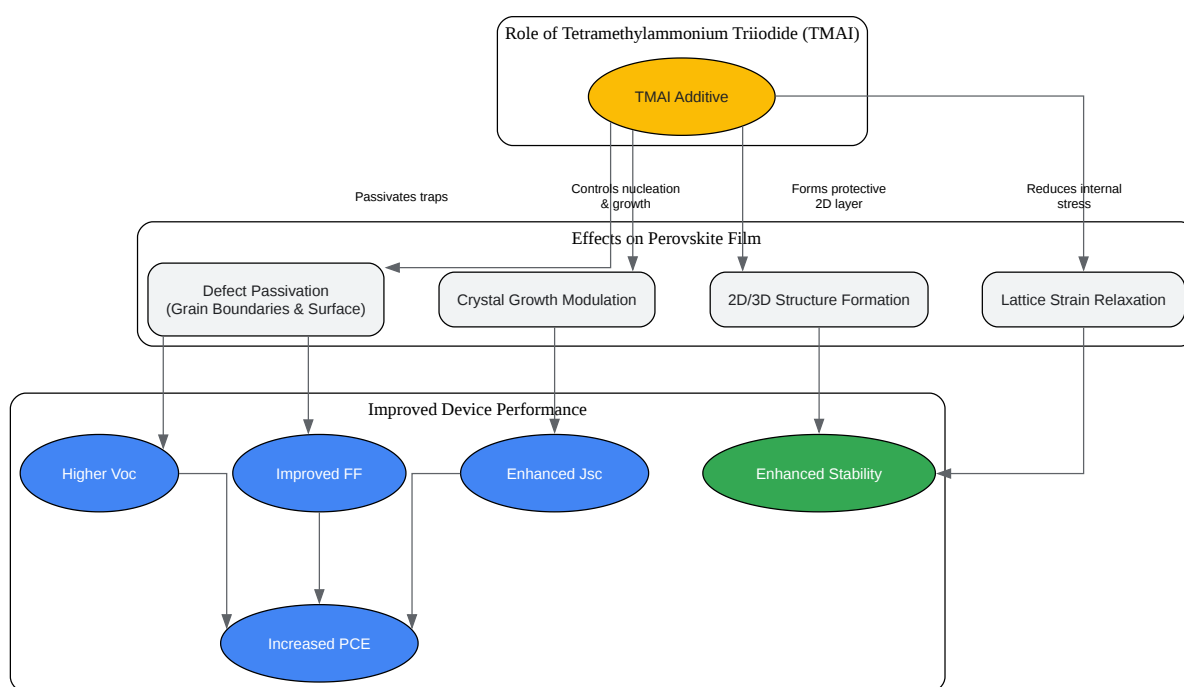 Role of Tetramethylammonium Triiodide (TMAI)
TMAI Additive
Passivates traps
Controls nucleation
& growth
Forms protective
2D layer
Reduces internal
stress
Effects on Perovskite Film
Defect Passivation
(Grain Boundaries & Surface)
Crystal Growth Modulation
2D/3D Structure Formation
Lattice Strain Relaxation
Improved Device Performance
Higher Voc
Improved FF
Enhanced Jsc
Enhanced Stability
Increased PCE